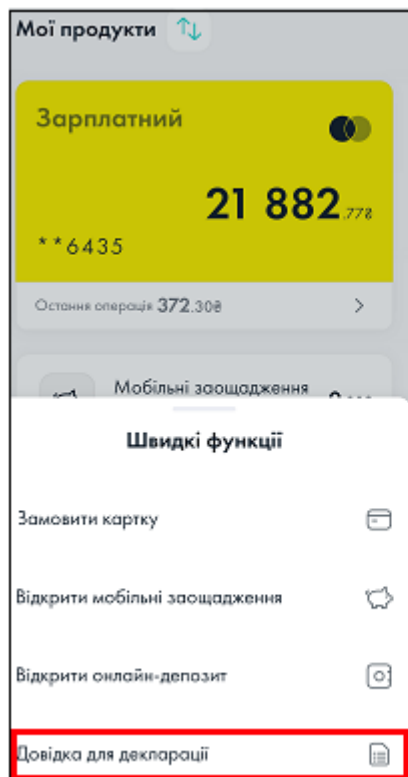 Мої продукти
Зарплатний
21 882.77₴
**6435
Остання операція 372.30₴
Мобільні заощадження
Швидкі функції
Замовити картку
Відкрити мобільні заощадження
Відкрити онлайн-депозит
Довідка для декларації